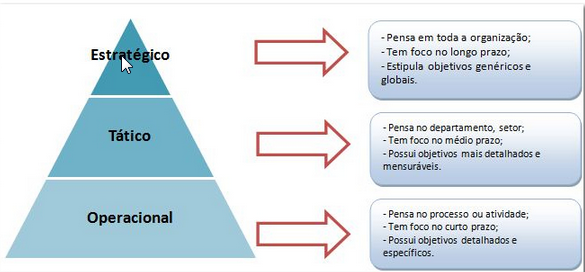 Estratégico
- Pensa em toda a organização;
- Tem foco no longo prazo;
- Estipula objetivos genéricos e
globais.
Tático
- Pensa no departamento, setor;
- Tem foco no médio prazo;
- Possui objetivos mais detalhados e
mensuráveis.
Operacional
- Pensa no processo ou atividade;
- Tem foco no curto prazo;
- Possui objetivos detalhados e
específicos.